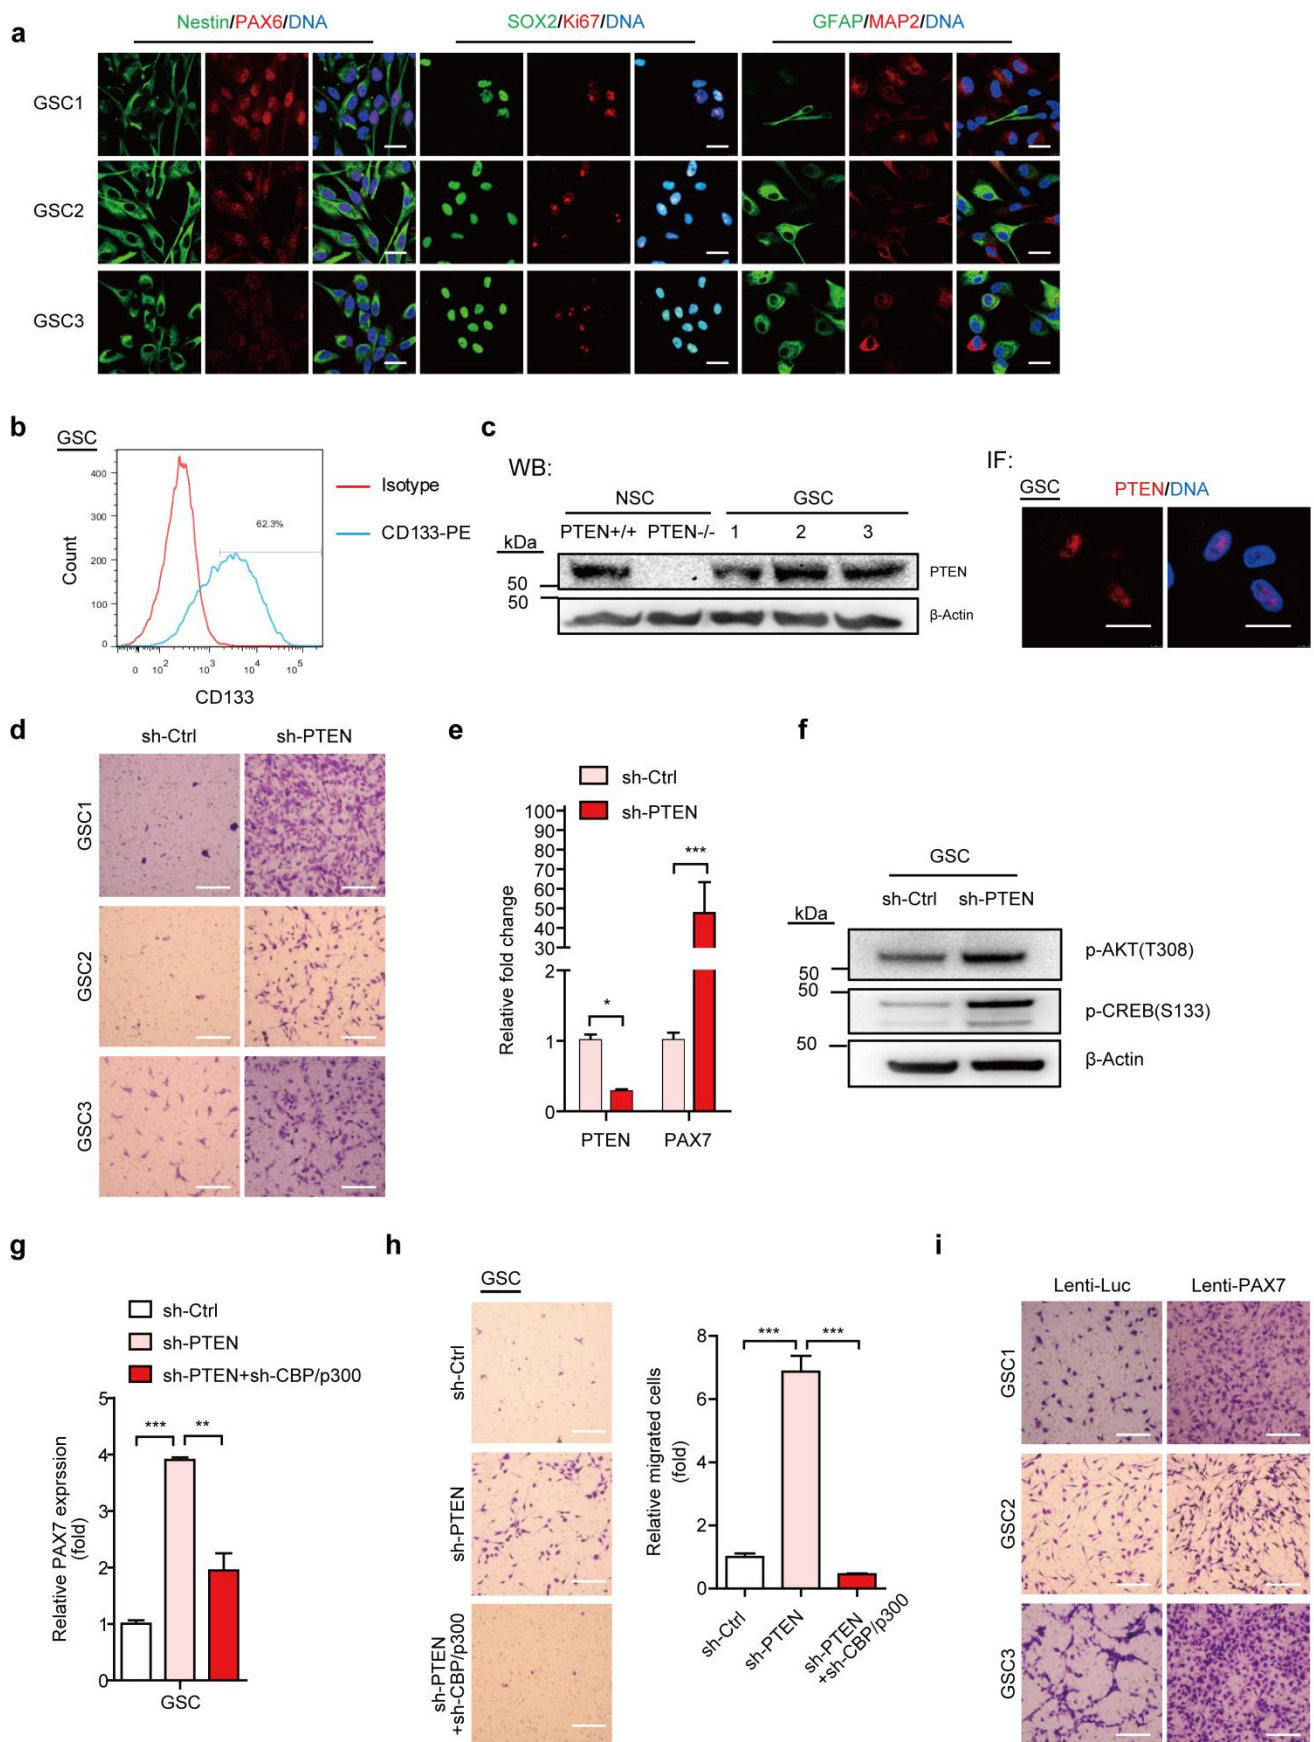 a
Nestin/PAX6/DNA
SOX2/Ki67/DNA
GFAP/MAP2/DNA
GSC1
GSC2
GSC3
b
GSC
400
300
200
100
0
Count
62.3%
0 10² 10³ 10⁴ 10⁵
CD133
Isotype
CD133-PE
c
WB:
NSC GSC
PTEN+/+ PTEN-/- 1 2 3
kDa
50
50
PTEN
β-Actin
IF:
GSC
PTEN/DNA
d
sh-Ctrl sh-PTEN
GSC1
GSC2
GSC3
e
sh-Ctrl
sh-PTEN
Relative fold change
100
90
80
70
60
50
40
30
2
1
0
*
***
PTEN PAX7
f
GSC
sh-Ctrl sh-PTEN
kDa
50
50
50
p-AKT(T308)
p-CREB(S133)
β-Actin
g
sh-Ctrl
sh-PTEN
sh-PTEN+sh-CBP/p300
Relative PAX7 exprssion
(fold)
5
4
3
2
1
0
*** **
GSC
h
GSC
sh-Ctrl
sh-PTEN
sh-PTEN
+sh-CBP/p300
Relative migrated cells
(fold)
8
6
4
2
0
*** ***
sh-Ctrl
sh-PTEN
sh-PTEN
+sh-CBP/p300
i
Lenti-Luc Lenti-PAX7
GSC1
GSC2
GSC3